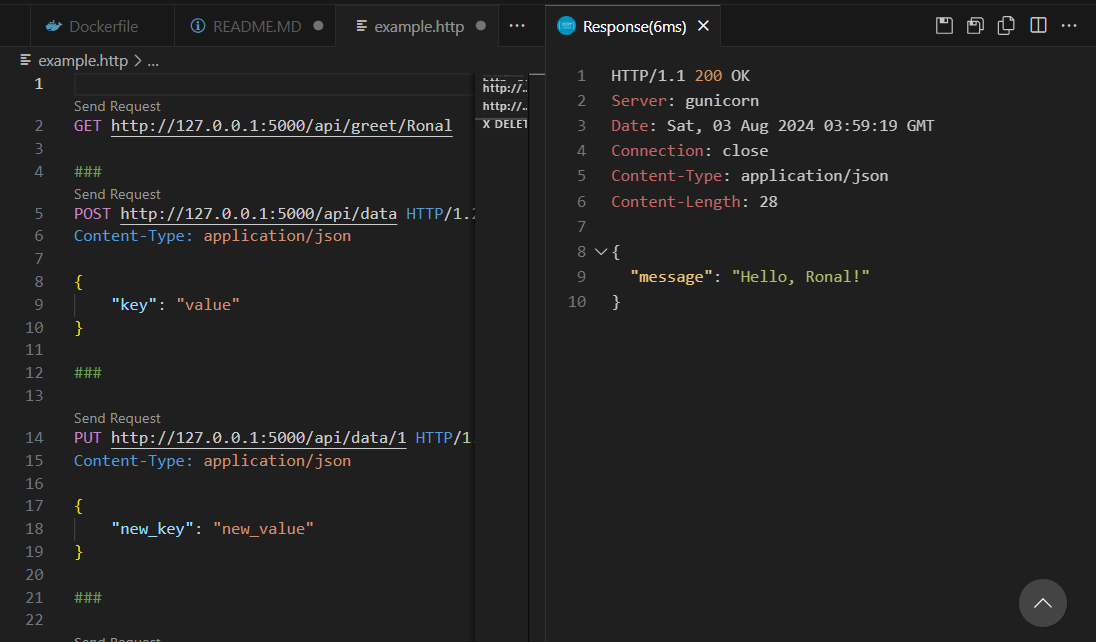 Dockerfile README.MD example.http ...
example.http > ...
1
Send Request
2 GET http://127.0.0.1:5000/api/greet/Ronal
3
4 ###
Send Request
5 POST http://127.0.0.1:5000/api/data
6 Content-Type: application/json
7
8 {
9 "key": "value"
10 }
11
12 ###
13
Send Request
14 PUT http://127.0.0.1:5000/api/data/1 HTTP/1
15 Content-Type: application/json
16
17 {
18 "new_key": "new_value"
19 }
20
21 ###
22
Send Request
http://..
http://..
X DELET
Response(6ms)
1 HTTP/1.1 200 OK
2 Server: gunicorn
3 Date: Sat, 03 Aug 2024 03:59:19 GMT
4 Connection: close
5 Content-Type: application/json
6 Content-Length: 28
7
8 {
9 "message": "Hello, Ronal!"
10 }